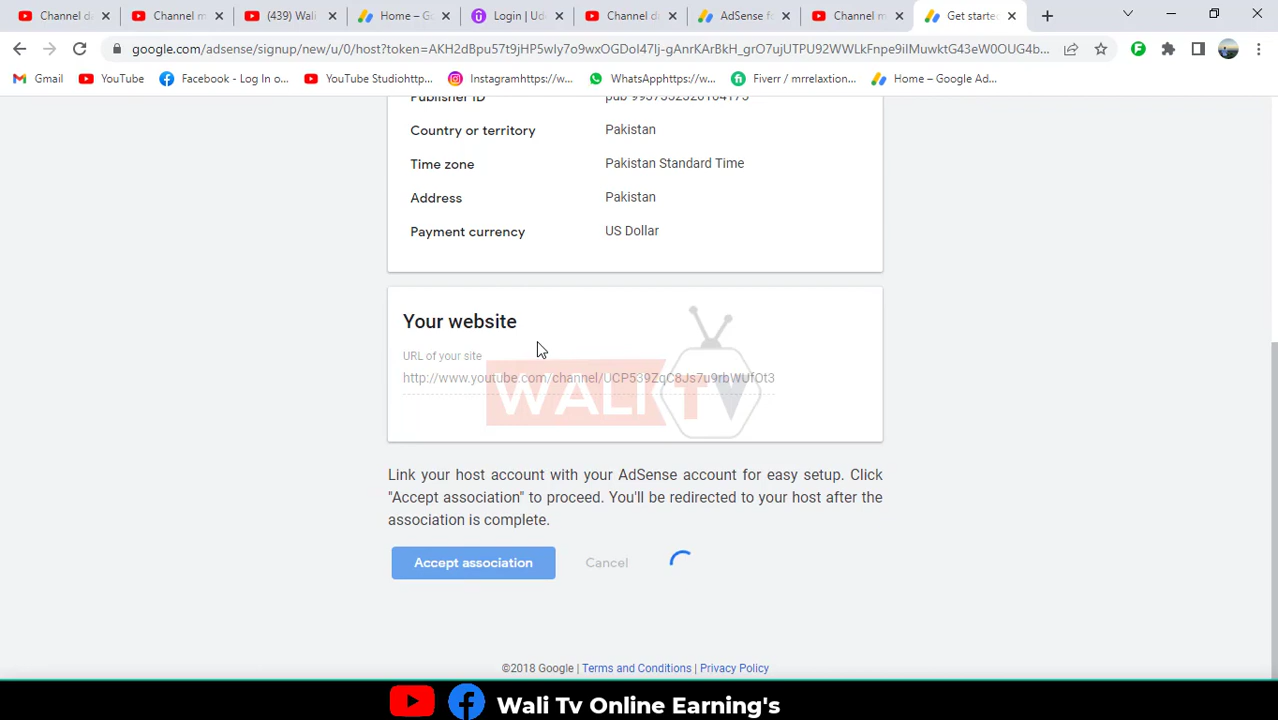 Channel d
Channel m
(439) Wali
Home – Go
Login | Ud
Channel d
AdSense fo
Channel m
Get starte
google.com/adsense/signup/new/u/0/host?token=
Gmail
YouTube
Facebook - Log In o...
YouTube Studiohttp...
Instagramhttps://w...
WhatsApphttps://w...
Fiverr / mrrelaxtion...
Home – Google Ad...
Publisher ID
Country or territory Pakistan
Time zone Pakistan Standard Time
Address Pakistan
Payment currency US Dollar
Your website
URL of your site
http://www.youtube.com/channel/UCP539ZqC8Js7u9rbWUfOt3
WALI TV
Link your host account with your AdSense account for easy setup. Click
"Accept association" to proceed. You'll be redirected to your host after the
association is complete.
Accept association Cancel
©2018 Google | Terms and Conditions | Privacy Policy
Wali Tv Online Earning's